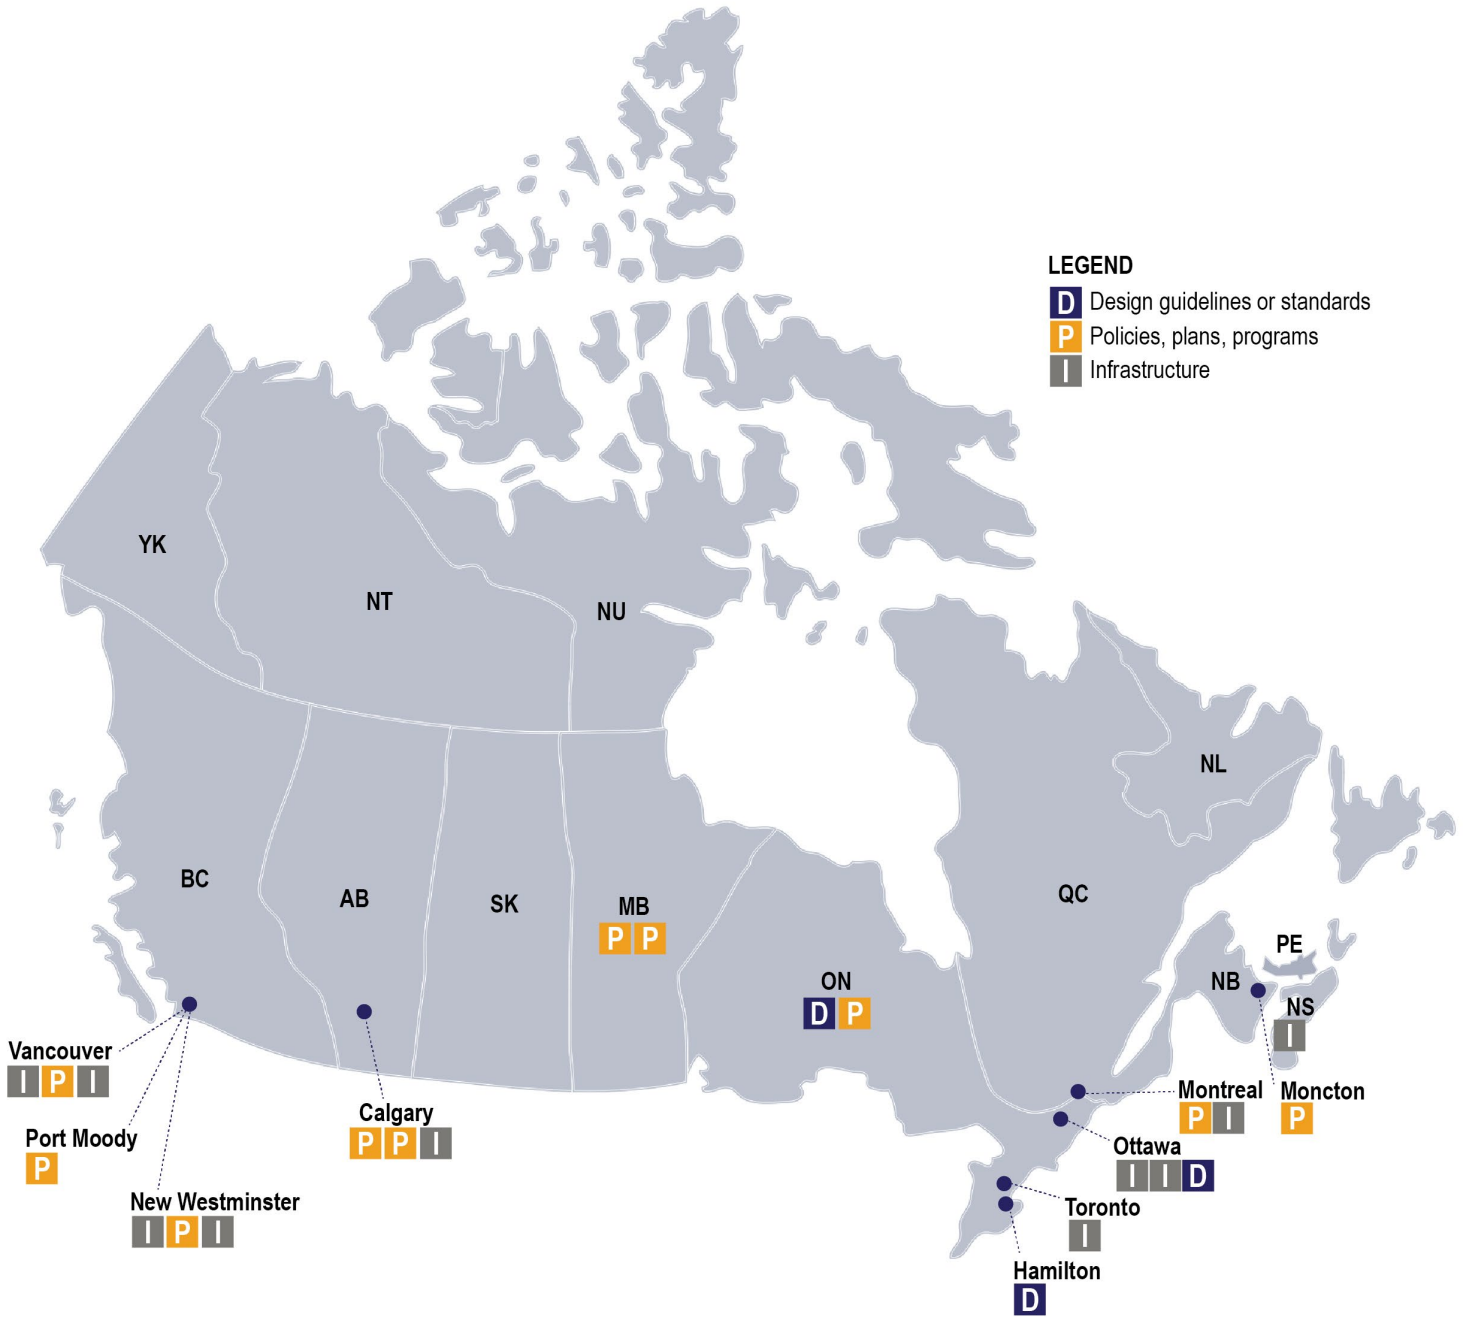 LEGEND
D Design guidelines or standards
P Policies, plans, programs
I Infrastructure
YK
NT
NU
NL
BC
AB
SK
MB
P P
QC
ON
D P
PE
NB
NS
I
Vancouver
I P I
Port Moody
P
New Westminster
I P I
Calgary
P P I
Montreal
P I
Moncton
P
Ottawa
I I D
Toronto
I
Hamilton
D